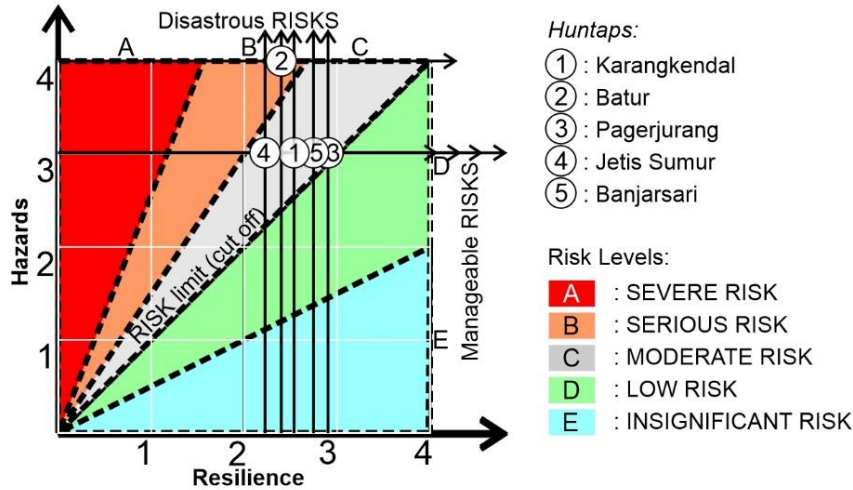 Disastrous RISKS
A
B
C
4
3
2
1
Hazards
2
4
1
5
3
RISK limit (cut off)
D
E
Manageable RISKS
1
2
3
4
Resilience
Huntaps:
1 : Karangkendal
2 : Batur
3 : Pagerjurang
4 : Jetis Sumur
5 : Banjarsari
Risk Levels:
A : SEVERE RISK
B : SERIOUS RISK
C : MODERATE RISK
D : LOW RISK
E : INSIGNIFICANT RISK